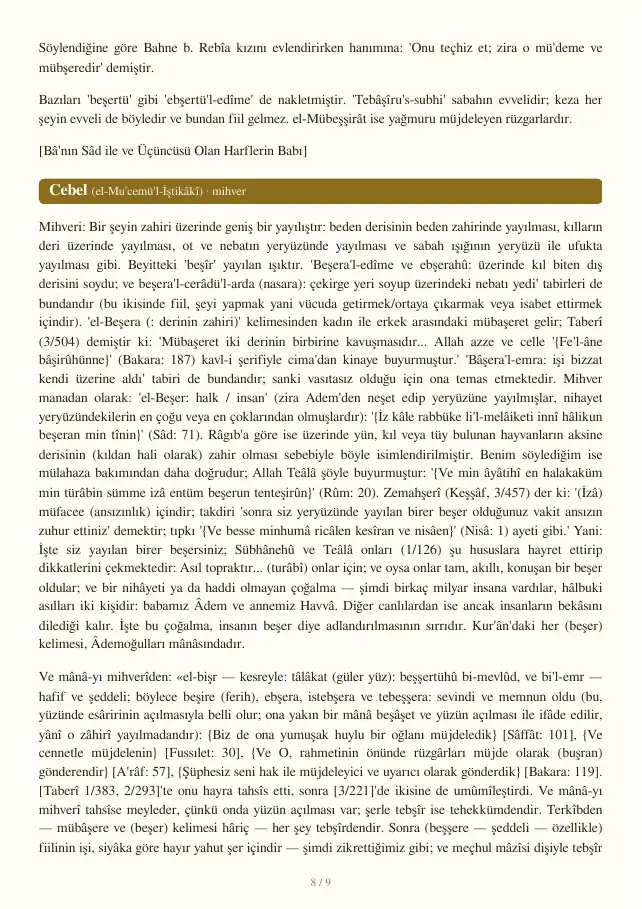 Söylendiğine göre Bahne b. Rebîa kızını evlendirirken hanımına: 'Onu teçhiz et; zira o mü'deme ve
mübşeredir' demiştir.
Bazıları 'beşertü' gibi 'ebşertü'l-edîme' de nakletmiştir. 'Tebâşîru's-subhi' sabahın evvelidir; keza her
şeyin evveli de böyledir ve bundan fiil gelmez. el-Mübeşşirât ise yağmuru müjdeleyen rüzgarlardır.
[Bâ'nın Sâd ile ve Üçüncüsü Olan Harflerin Babı]
Cebel (el-Mu'cemü'l-İştikâkî) · mihver
Mihveri: Bir şeyin zahiri üzerinde geniş bir yayılıştır: beden derisinin beden zahirinde yayılması, kılların
deri üzerinde yayılması, ot ve nebatın yeryüzünde yayılması ve sabah ışığının yeryüzü ile ufukta
yayılması gibi. Beyitteki 'beşîr' yayılan ışıktır. 'Beşera'l-edîme ve ebşerahû: üzerinde kıl biten dış
derisini soydu; ve beşera'l-cerâdü'l-arda (nasara): çekirge yeri soyup üzerindeki nebatı yedi' tabirleri de
bundandır (bu ikisinde fiil, şeyi yapmak yani vücuda getirmek/ortaya çıkarmak veya isabet ettirmek
içindir). 'el-Beşera (: derinin zahiri)' kelimesinden kadın ile erkek arasındaki mübaşeret gelir; Taberî
(3/504) demiştir ki: 'Mübaşeret iki derinin birbirine kavuşmasıdır... Allah azze ve celle '{Fe'l-âne
bâşirûhünne}' (Bakara: 187) kavl-i şerifiyle cima'dan kinaye buyurmuştur.' 'Bâşera'l-emra: işi bizzat
kendi üzerine aldı' tabiri de bundandır; sanki vasıtasız olduğu için ona temas etmektedir. Mihver
manadan olarak: 'el-Beşer: halk / insan' (zira Adem'den neşet edip yeryüzüne yayılmışlar, nihayet
yeryüzündekilerin en çoğu veya en çoklarından olmuşlardır): '{İz kâle rabbüke li'l-melâiketi innî hâlikun
beşeran min tînin}' (Sâd: 71). Râgıb'a göre ise üzerinde yün, kıl veya tüy bulunan hayvanların aksine
derisinin (kıldan hali olarak) zahir olması sebebiyle böyle isimlendirilmiştir. Benim söylediğim ise
mülahaza bakımından daha doğrudur; Allah Teâlâ şöyle buyurmuştur: '{Ve min âyâtihî en halakaküm
min türâbin sümme izâ entüm beşerun tenteşirûn}' (Rûm: 20). Zemahşerî (Keşşâf, 3/457) der ki: '(İzâ)
müfacee (ansızınlık) içindir; takdiri 'sonra siz yeryüzünde yayılan birer beşer olduğunuz vakit ansızın
zuhur ettiniz' demektir; tıpkı '{Ve besse minhumâ ricâlen kesîran ve nisâen}' (Nisâ: 1) ayeti gibi.' Yani:
İşte siz yayılan birer beşersiniz; Sübhânehû ve Teâlâ onları (1/126) şu hususlara hayret ettirip
dikkatlerini çekmektedir: Asıl topraktır... (turâbî) onlar için; ve oysa onlar tam, akıllı, konuşan bir beşer
oldular; ve bir nihâyeti ya da haddi olmayan çoğalma — şimdi birkaç milyar insana vardılar, hâlbuki
asılları iki kişidir: babamız Âdem ve annemiz Havvâ. Diğer canlılardan ise ancak insanların bekâsını
dilediği kalır. İşte bu çoğalma, insanın beşer diye adlandırılmasının sırrıdır. Kur'ân'daki her (beşer)
kelimesi, Âdemoğulları mânâsındadır.
Ve mânâ-yı mihverîden: «el-bişr — kesreyle: tâlâkat (güler yüz): beşşertühû bi-mevlûd, ve bi'l-emr —
hafif ve şeddeli; böylece beşire (ferih), ebşera, istebşera ve tebeşşera: sevindi ve memnun oldu (bu,
yüzünde esâririnin açılmasıyla belli olur; ona yakın bir mânâ beşâşet ve yüzün açılması ile ifâde edilir,
yânî o zâhirî yayılmadandır): {Biz de ona yumuşak huylu bir oğlanı müjdeledik} [Sâffât: 101], {Ve
cennetle müjdelenin} [Fussılet: 30], {Ve O, rahmetinin önünde rüzgârları müjde olarak (buşran)
gönderendir} [A'râf: 57], {Şüphesiz seni hak ile müjdeleyici ve uyarıcı olarak gönderdik} [Bakara: 119].
[Taberî 1/383, 2/293]'te onu hayra tahsîs etti, sonra [3/221]'de ikisine de umûmîleştirdi. Ve mânâ-yı
mihverî tahsîse meyleder, çünkü onda yüzün açılması var; şerle tebşîr ise tehekkümdendir. Terkîbden
— mübâşere ve (beşer) kelimesi hâriç — her şey tebşîrdendir. Sonra (beşşere — şeddeli — özellikle)
fiilinin işi, siyâka göre hayır yahut şer içindir — şimdi zikrettiğimiz gibi; ve meçhul mâzîsi dişiyle tebşîr
8 / 9